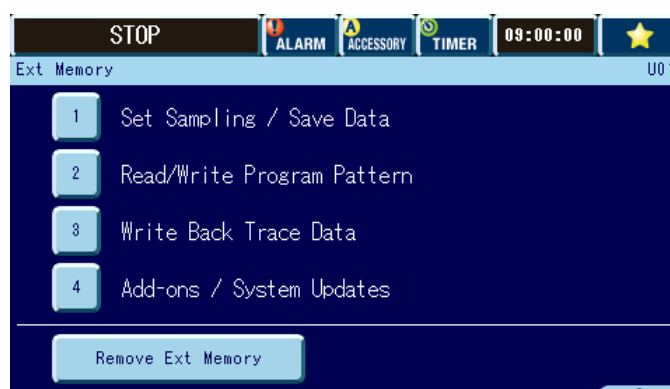 STOP ALARM A ACCESSORY TIMER 09:00:00
Ext Memory U0
1 Set Sampling / Save Data
2 Read/Write Program Pattern
3 Write Back Trace Data
4 Add-ons / System Updates
Remove Ext Memory